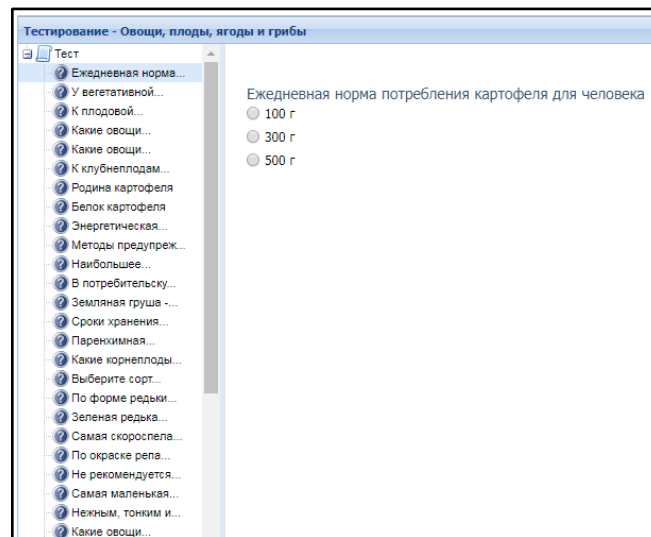 Тестирование - Овощи, плоды, ягоды и грибы
Тест
Ежедневная норма...
У вегетативной...
К плодовой...
Какие овощи...
Какие овощи...
К клубнеплодам...
Родина картофеля
Белок картофеля
Энергетическая...
Методы предупреж...
Наибольшее...
В потребительску...
Земляная груша -...
Сроки хранения...
Паренхимная...
Какие корнеплоды...
Выберите сорт...
По форме редьки...
Зеленая редька...
Самая скороспела...
По окраске репа...
Не рекомендуется...
Самая маленькая...
Нежным, тонким и...
Какие овощи...
Ежедневная норма потребления картофеля для человека
100 г
300 г
500 г